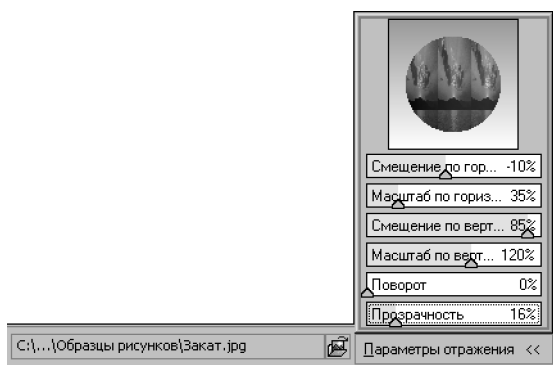 Смещение по гор... -10%
Масштаб по гориз... 35%
Смещение по верт... 85%
Масштаб по верт... 120%
Поворот 0%
Прозрачность 16%
C:\...\Образцы рисунков\Закат.jpg
Параметры отражения <<